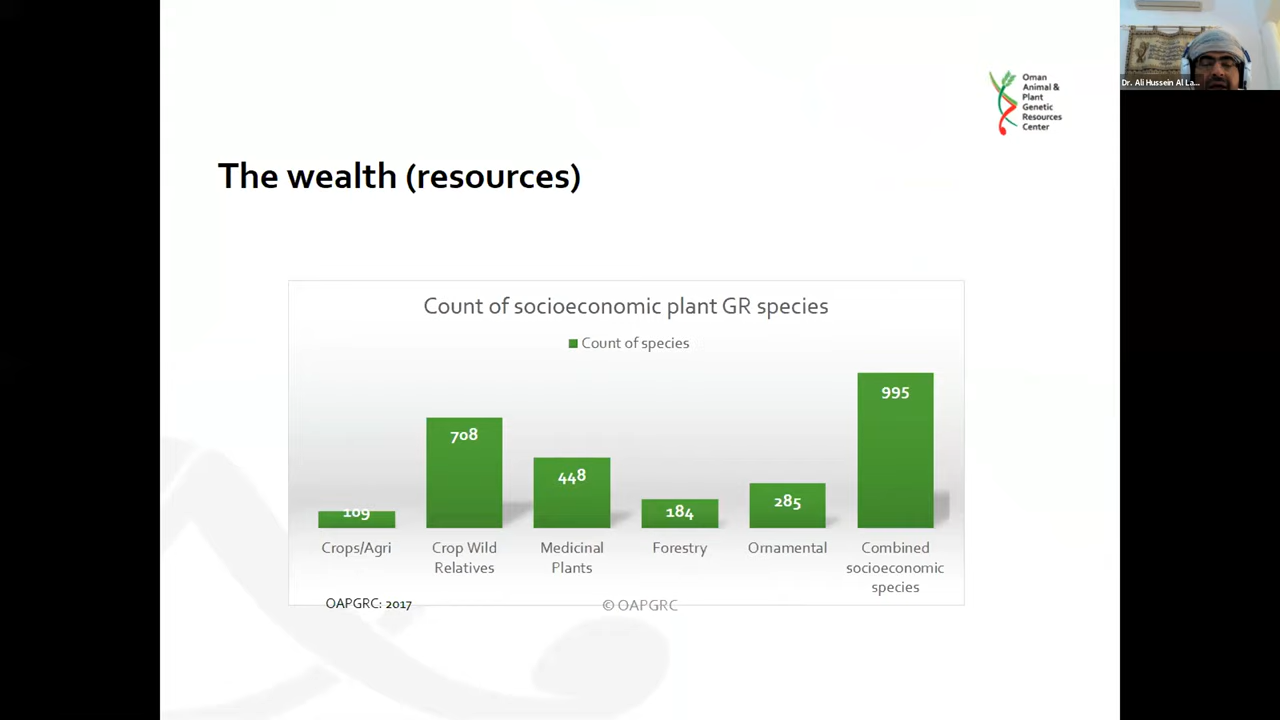 Oman
Animal &
Plant
Genetic
Resources
Center
Dr. Ali Hussein Al La...
The wealth (resources)
Count of socioeconomic plant GR species
Count of species
109
708
448
184
285
995
Crops/Agri
Crop Wild
Relatives
Medicinal
Plants
Forestry
Ornamental
Combined
socioeconomic
species
OAPGRC: 2017
© OAPGRC